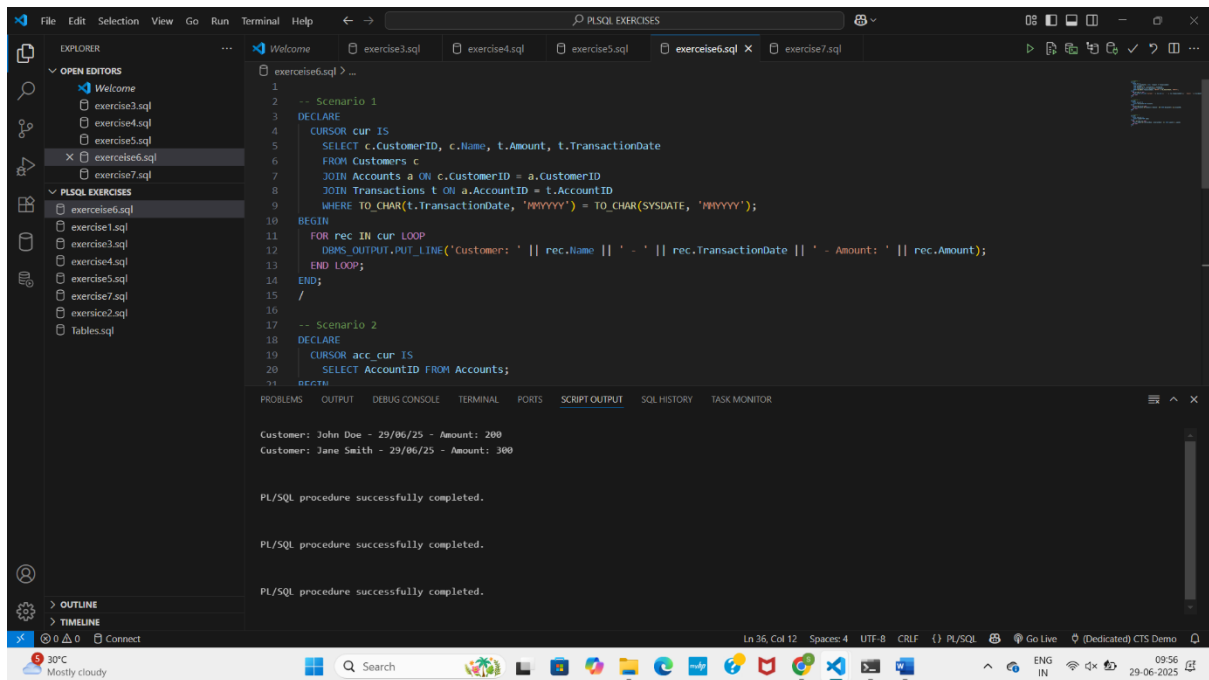 File Edit Selection View Go Run Terminal Help
PLSQL EXERCISES
EXPLORER
OPEN EDITORS
Welcome
exercise3.sql
exercise4.sql
exercise5.sql
exerceise6.sql
exercise7.sql
PLSQL EXERCISES
exerceise6.sql
exercise1.sql
exercise3.sql
exercise4.sql
exercise5.sql
exercise7.sql
exersice2.sql
Tables.sql
OUTLINE
TIMELINE
Welcome exercise3.sql exercise4.sql exercise5.sql exerceise6.sql exercise7.sql
exerceise6.sql > ...
1
2 -- Scenario 1
3 DECLARE
4 CURSOR cur IS
5 SELECT c.CustomerID, c.Name, t.Amount, t.TransactionDate
6 FROM Customers c
7 JOIN Accounts a ON c.CustomerID = a.CustomerID
8 JOIN Transactions t ON a.AccountID = t.AccountID
9 WHERE TO_CHAR(t.TransactionDate, 'MMYYYY') = TO_CHAR(SYSDATE, 'MMYYYY');
10 BEGIN
11 FOR rec IN cur LOOP
12 DBMS_OUTPUT.PUT_LINE('Customer: ' || rec.Name || ' - ' || rec.TransactionDate || ' - Amount: ' || rec.Amount);
13 END LOOP;
14 END;
15 /
16
17 -- Scenario 2
18 DECLARE
19 CURSOR acc_cur IS
20 SELECT AccountID FROM Accounts;
21 BEGIN
PROBLEMS OUTPUT DEBUG CONSOLE TERMINAL PORTS SCRIPT OUTPUT SQL HISTORY TASK MONITOR
Customer: John Doe - 29/06/25 - Amount: 200
Customer: Jane Smith - 29/06/25 - Amount: 300
PL/SQL procedure successfully completed.
PL/SQL procedure successfully completed.
PL/SQL procedure successfully completed.
0 0 Connect
Ln 36, Col 12 Spaces: 4 UTF-8 CRLF {} PL/SQL Go Live (Dedicated) CTS Demo
5
30°C
Mostly cloudy
Search
ENG
IN
09:56
29-06-2025